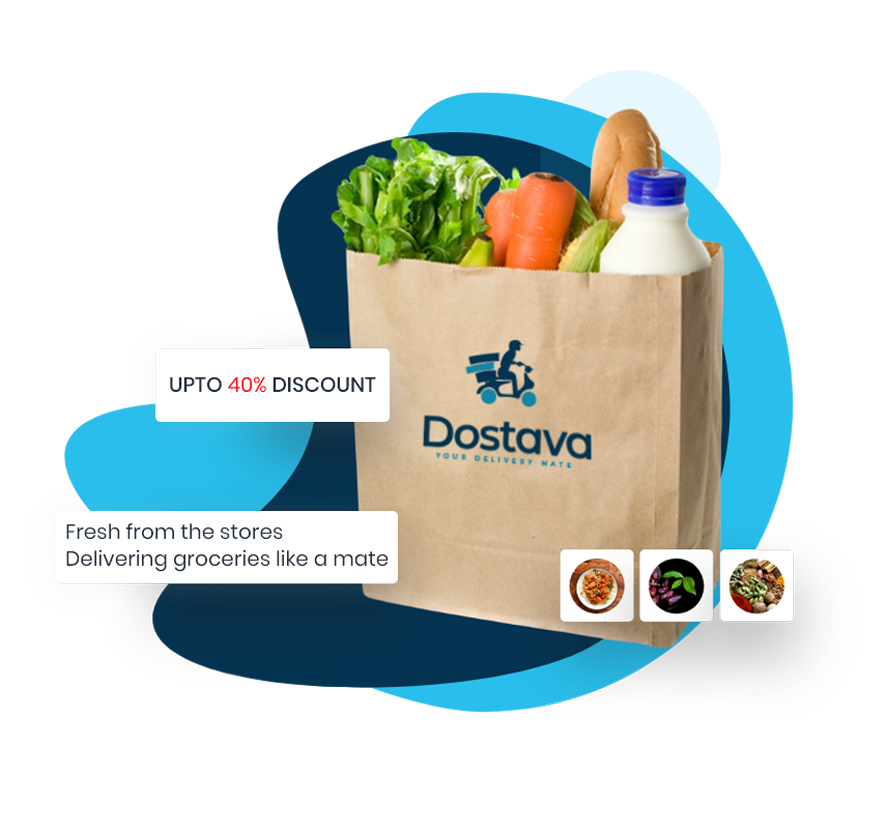 UPTO 40% DISCOUNT
Dostava
YOUR DELIVERY MATE
Fresh from the stores
Delivering groceries like a mate